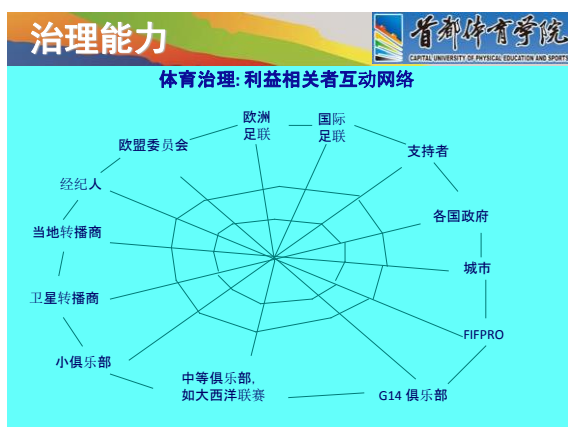 治理能力
首都体育学院
CAPITAL UNIVERSITY OF PHYSICAL EDUCATION AND SPORTS
体育治理: 利益相关者互动网络
欧洲
足联
国际
足联
欧盟委员会
支持者
经纪人
各国政府
当地转播商
城市
卫星转播商
FIFPRO
小俱乐部
中等俱乐部,
如大西洋联赛
G14 俱乐部